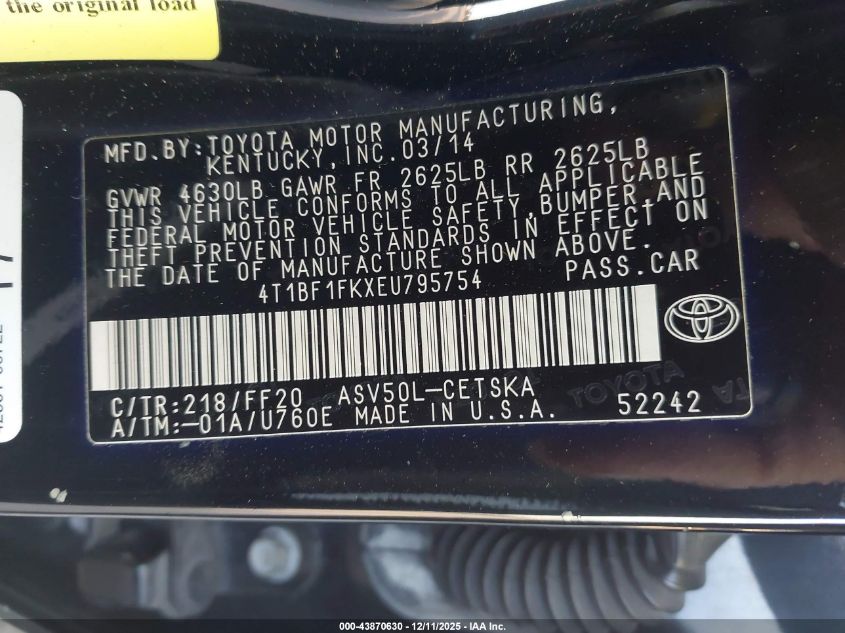 the original load
MFD.BY:TOYOTA MOTOR MANUFACTURING,
KENTUCKY,INC.03/14
GVWR 4630LB GAWR FR 2625LB RR 2625LB
THIS VEHICLE CONFORMS TO ALL APPLICABLE
FEDERAL MOTOR VEHICLE SAFETY,BUMPER,AND
THEFT PREVENTION STANDARDS IN EFFECT ON
THE DATE OF MANUFACTURE SHOWN ABOVE.
4T1BF1FKXEU795754 PASS.CAR
C/TR:218/FF20 ASV50L-CETSKA
A/TM:-01A/U760E MADE IN U.S.A. 52242
TOYOTA
000-43870630 - 12/11/2025 - IAA Inc.